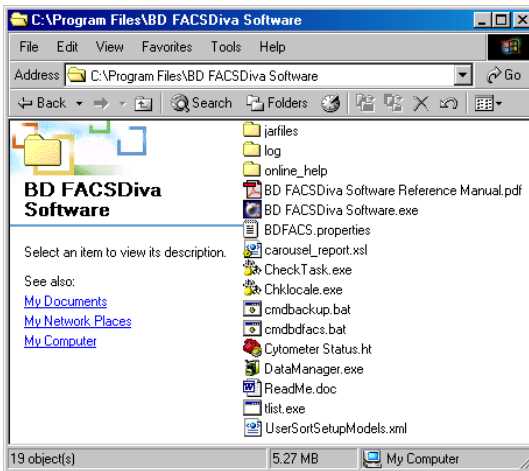 C:\Program Files\BD FACSDiva Software
File Edit View Favorites Tools Help
Address C:\Program Files\BD FACSDiva Software Go
Back Search Folders
BD FACSDiva
Software
Select an item to view its description.
See also:
My Documents
My Network Places
My Computer
jarfiles
log
online_help
BD FACSDiva Software Reference Manual.pdf
BD FACSDiva Software.exe
BDFACS.properties
carousel_report.xsl
CheckTask.exe
Chklocale.exe
cmdbackup.bat
cmdbdfacs.bat
Cytometer Status.ht
DataManager.exe
ReadMe.doc
tlist.exe
UserSortSetupModels.xml
19 object(s) 5.27 MB My Computer